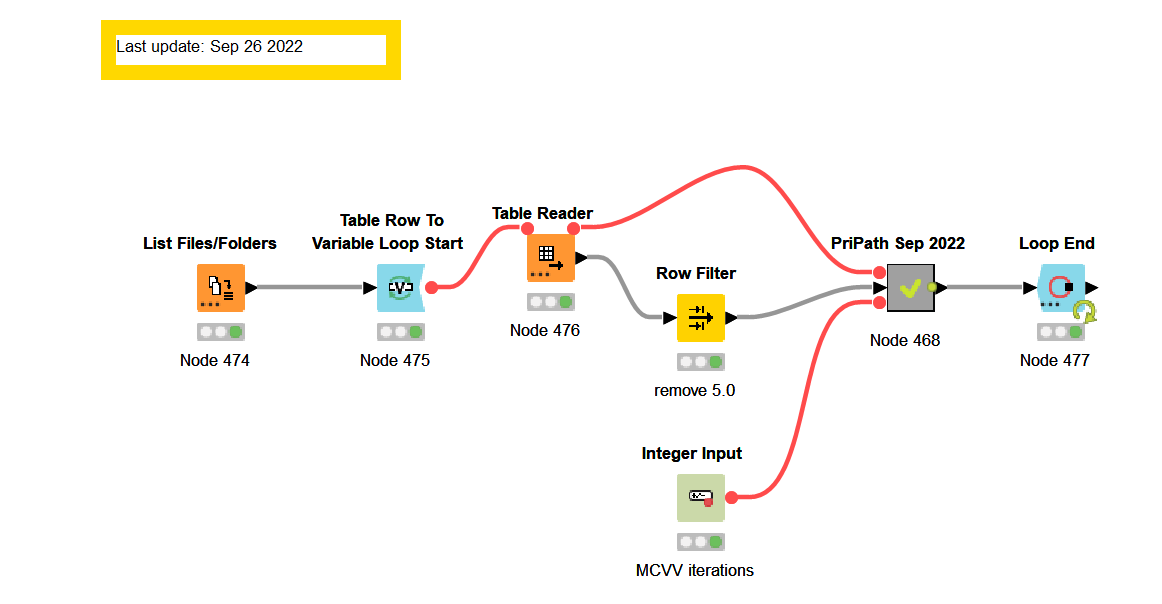 Last update: Sep 26 2022
List Files/Folders
Node 474
Table Row To
Variable Loop Start
Node 475
Table Reader
Node 476
Row Filter
remove 5.0
Integer Input
MCVV iterations
PriPath Sep 2022
Node 468
Loop End
Node 477